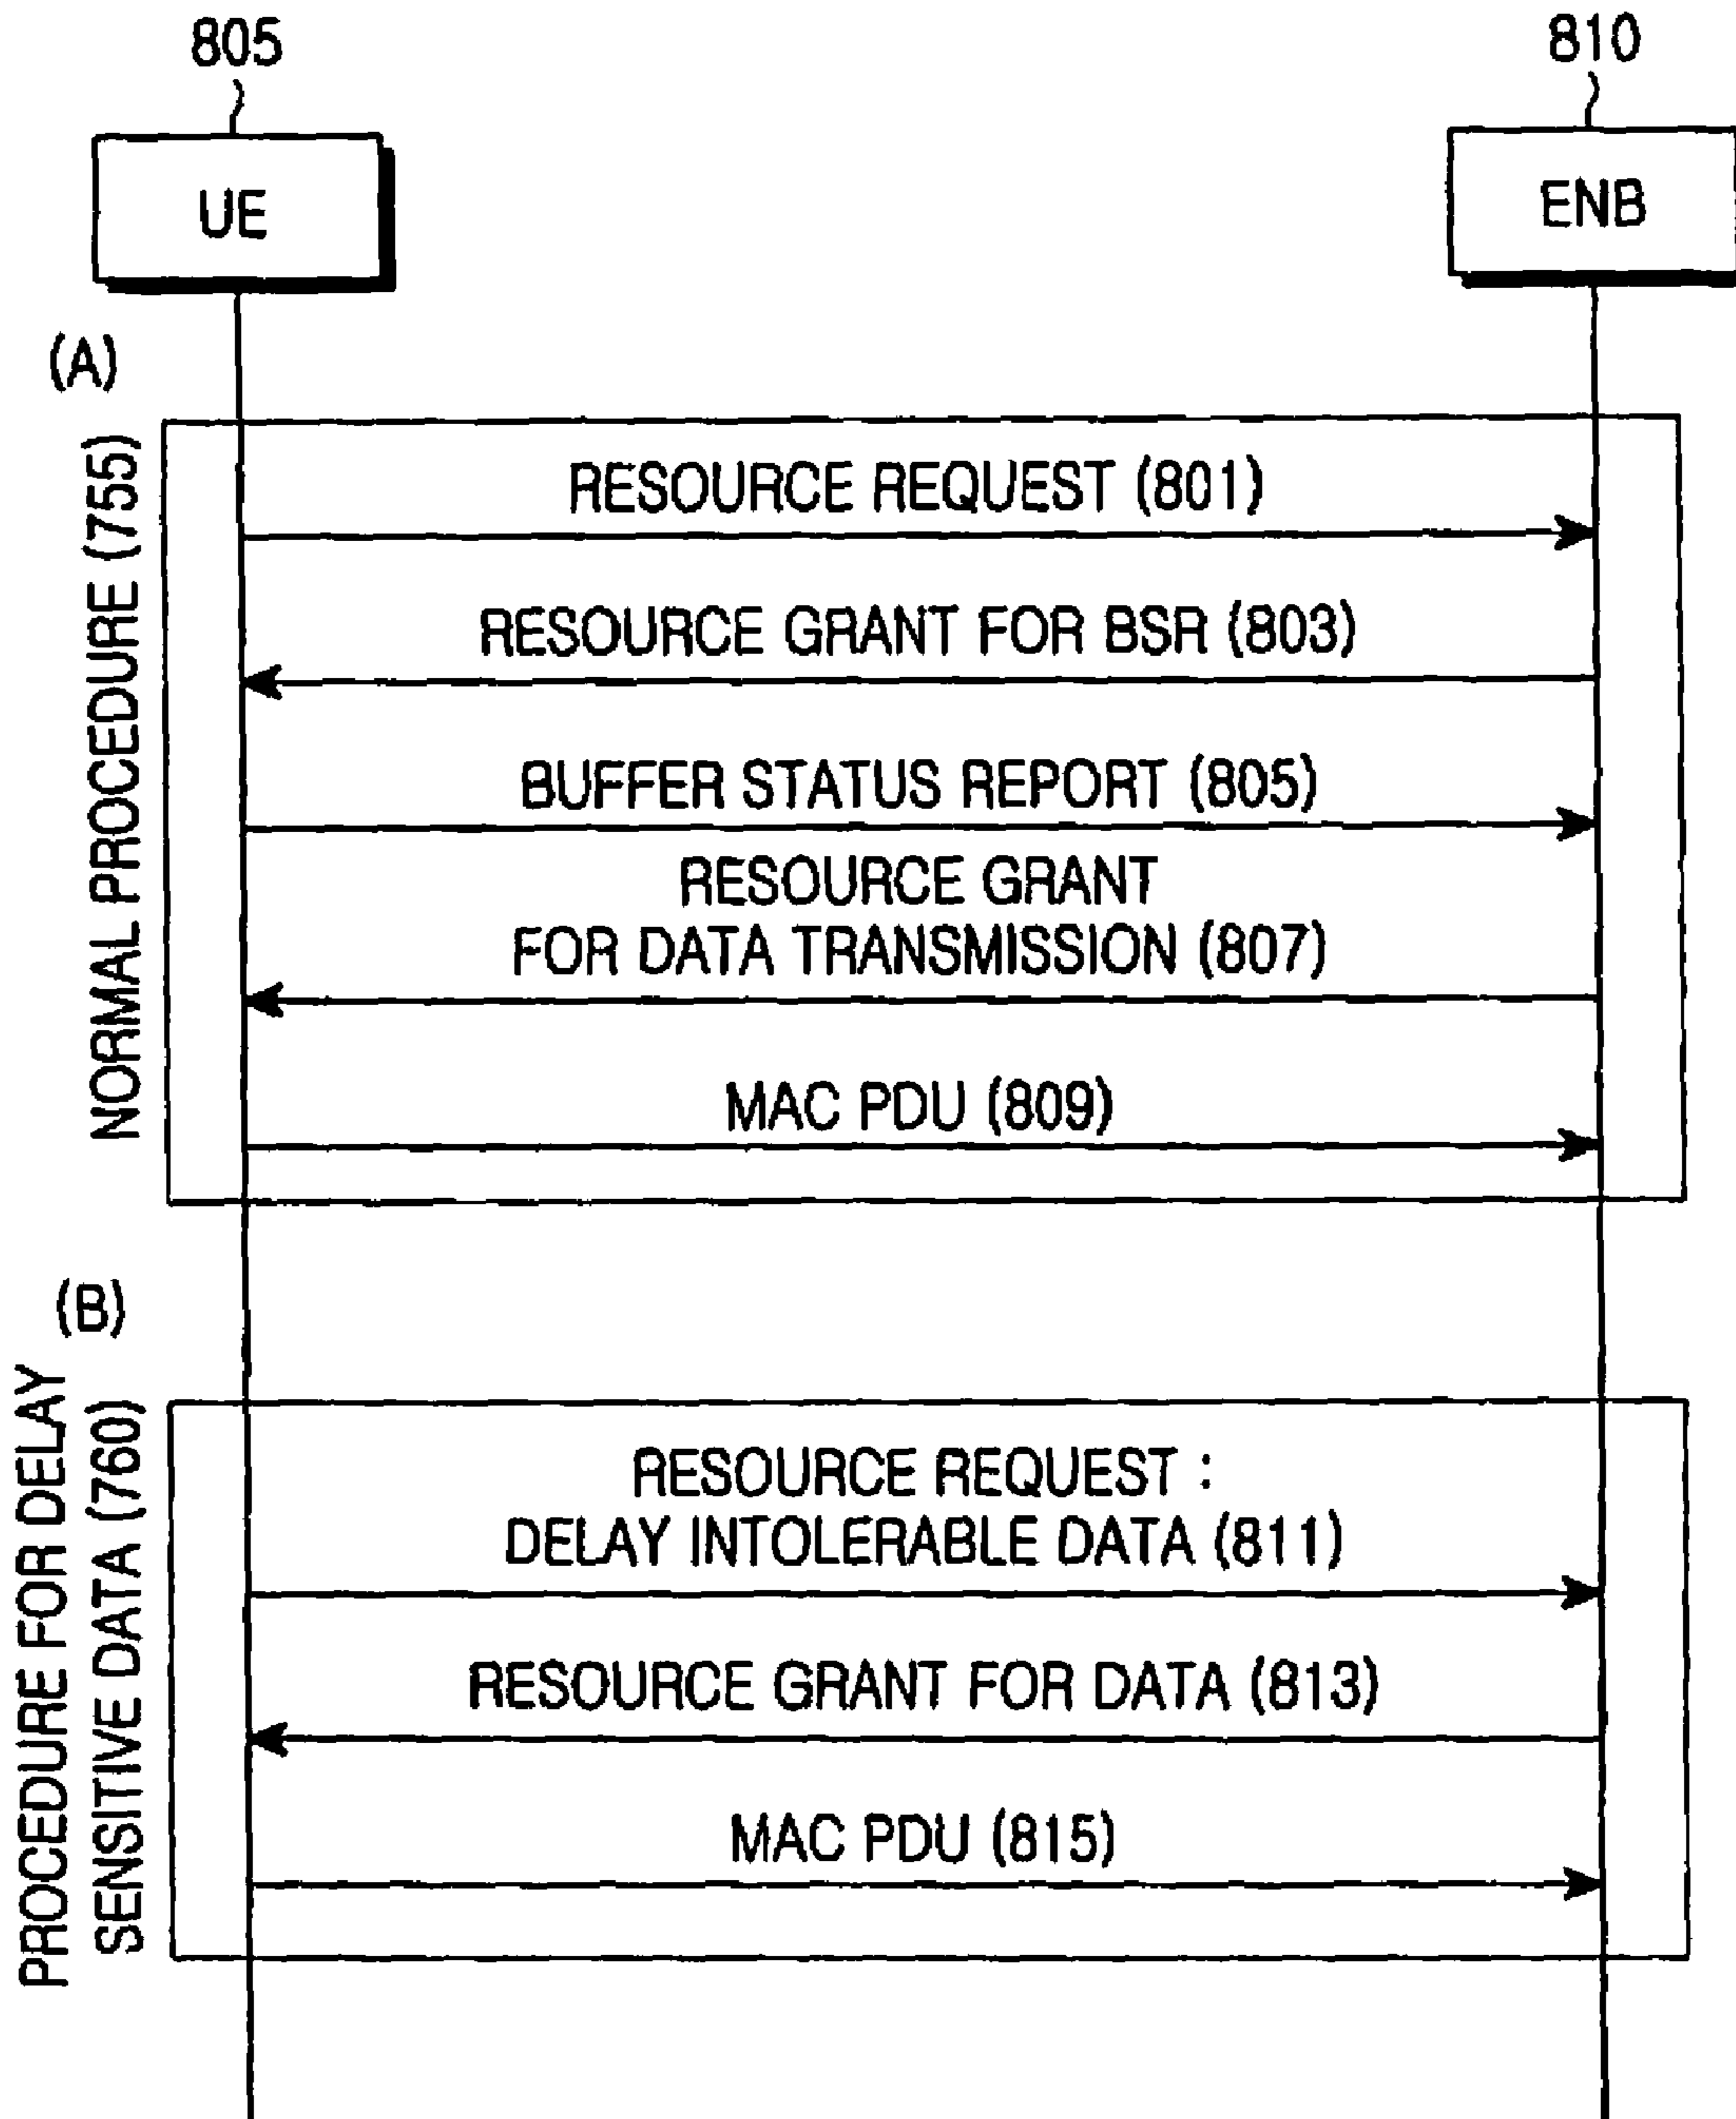 805
810
UE
ENB
(A)
NORMAL PROCEDURE (755)
RESOURCE REQUEST (801)
RESOURCE GRANT FOR BSR (803)
BUFFER STATUS REPORT (805)
RESOURCE GRANT
FOR DATA TRANSMISSION (807)
MAC PDU (809)
(B)
PROCEDURE FOR DELAY
SENSITIVE DATA (760)
RESOURCE REQUEST :
DELAY INTOLERABLE DATA (811)
RESOURCE GRANT FOR DATA (813)
MAC PDU (815)